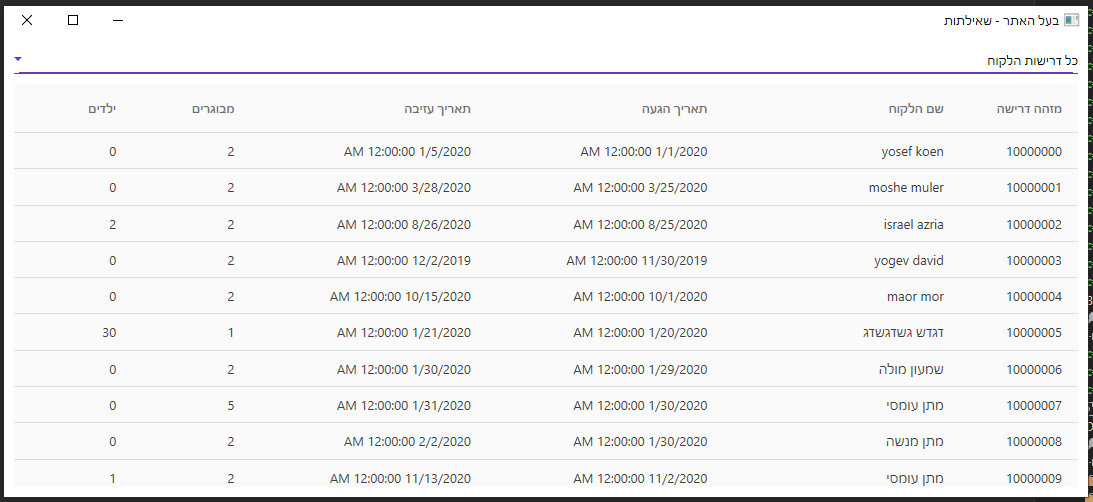 בעל האתר - שאילתות
כל דרישות הלקוח
מזהה דרישה שם הלקוח תאריך הגעה תאריך עזיבה מבוגרים ילדים
10000000 yosef koen 1/1/2020 12:00:00 AM 1/5/2020 12:00:00 AM 2 0
10000001 moshe muler 3/25/2020 12:00:00 AM 3/28/2020 12:00:00 AM 2 0
10000002 israel azria 8/25/2020 12:00:00 AM 8/26/2020 12:00:00 AM 2 2
10000003 yogev david 11/30/2019 12:00:00 AM 12/2/2019 12:00:00 AM 2 0
10000004 maor mor 10/1/2020 12:00:00 AM 10/15/2020 12:00:00 AM 2 0
10000005 דגדש גשדגשדג 1/20/2020 12:00:00 AM 1/21/2020 12:00:00 AM 1 30
10000006 שמעון מולה 1/29/2020 12:00:00 AM 1/30/2020 12:00:00 AM 2 0
10000007 מתן עומסי 1/30/2020 12:00:00 AM 1/31/2020 12:00:00 AM 5 0
10000008 מתן מנשה 1/30/2020 12:00:00 AM 2/2/2020 12:00:00 AM 2 0
10000009 מתן עומסי 11/2/2020 12:00:00 AM 11/13/2020 12:00:00 AM 2 1